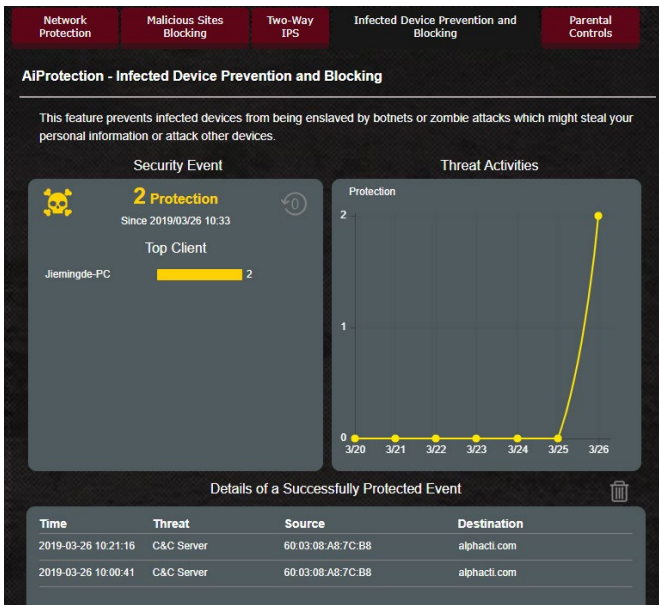 Network
Protection
Malicious Sites
Blocking
Two-Way
IPS
Infected Device Prevention and
Blocking
Parental
Controls
AiProtection - Infected Device Prevention and Blocking
This feature prevents infected devices from being enslaved by botnets or zombie attacks which might steal your
personal information or attack other devices.
Security Event
2 Protection
Since 2019/03/26 10:33
0
Top Client
Jiemingde-PC 2
Threat Activities
Protection
2
1
0
3/20 3/21 3/22 3/23 3/24 3/25 3/26
Details of a Successfully Protected Event
Time Threat Source Destination
2019-03-26 10:21:16 C&C Server 60:03:08:A8:7C:B8 alphacti.com
2019-03-26 10:00:41 C&C Server 60:03:08:A8:7C:B8 alphacti.com